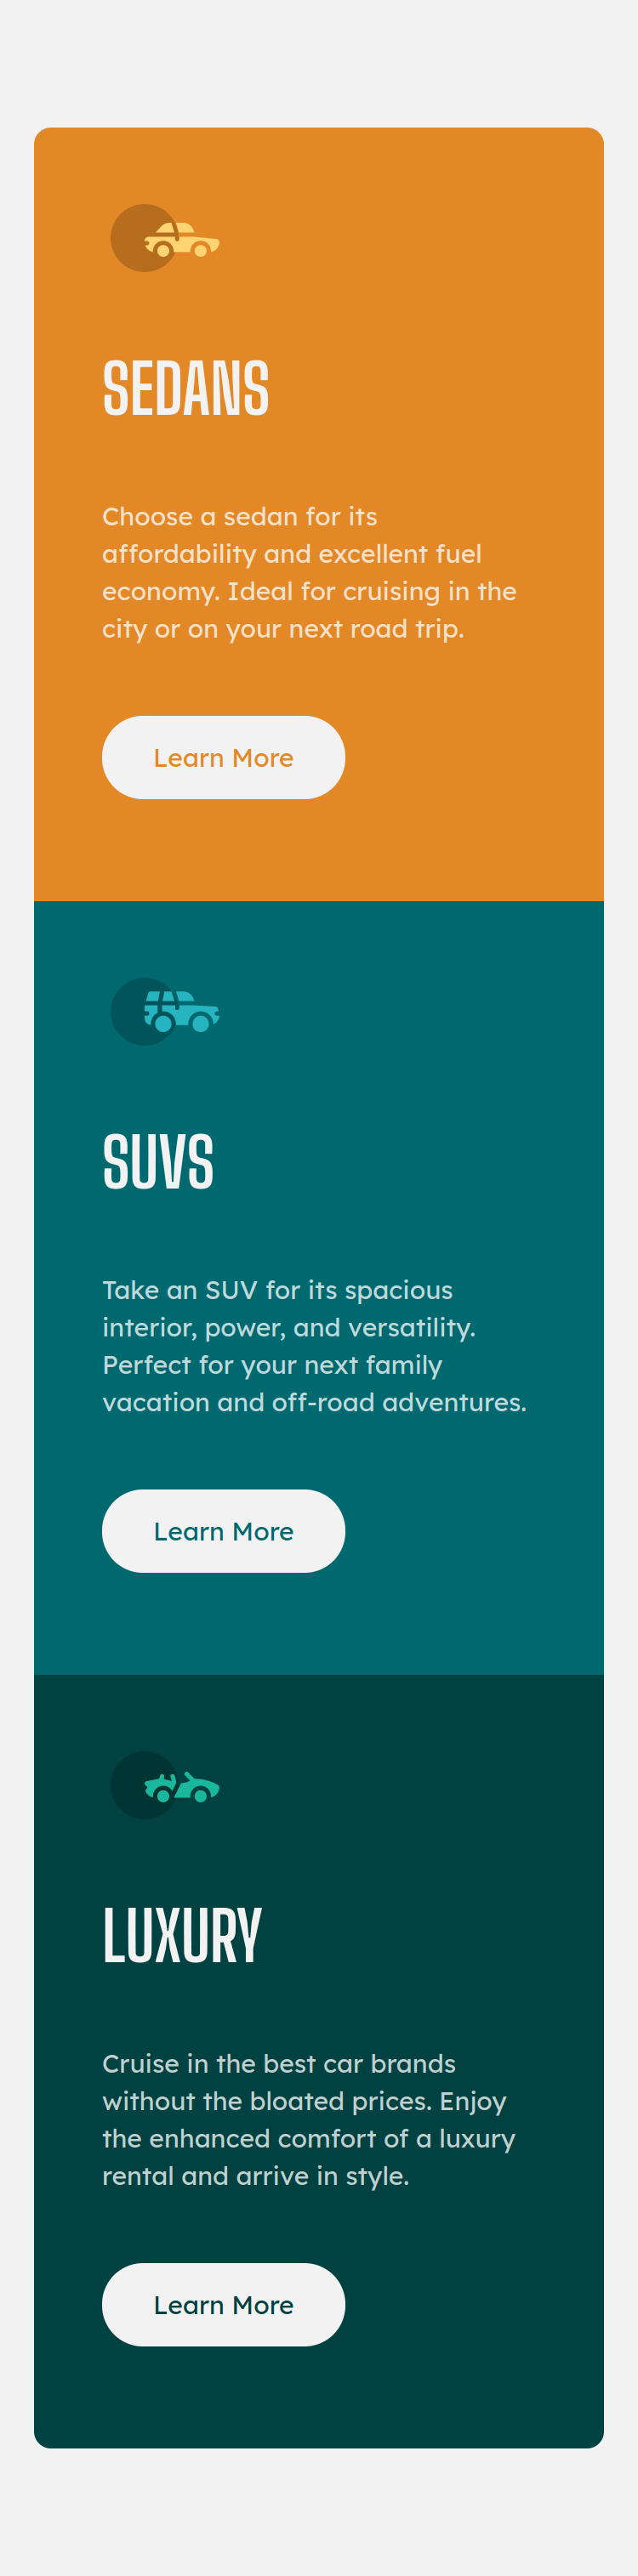 SEDANS
Choose a sedan for its
affordability and excellent fuel
economy. Ideal for cruising in the
city or on your next road trip.
Learn More
SUVS
Take an SUV for its spacious
interior, power, and versatility.
Perfect for your next family
vacation and off-road adventures.
Learn More
LUXURY
Cruise in the best car brands
without the bloated prices. Enjoy
the enhanced comfort of a luxury
rental and arrive in style.
Learn More